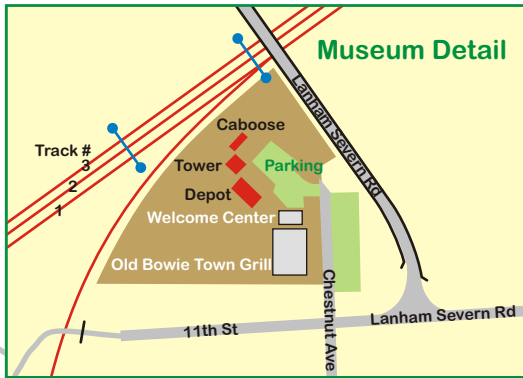 Museum Detail
Lanham Severn Rd
Caboose
Track #
3
2
1
Tower
Parking
Depot
Welcome Center
Old Bowie Town Grill
Chestnut Ave
11th St
Lanham Severn Rd